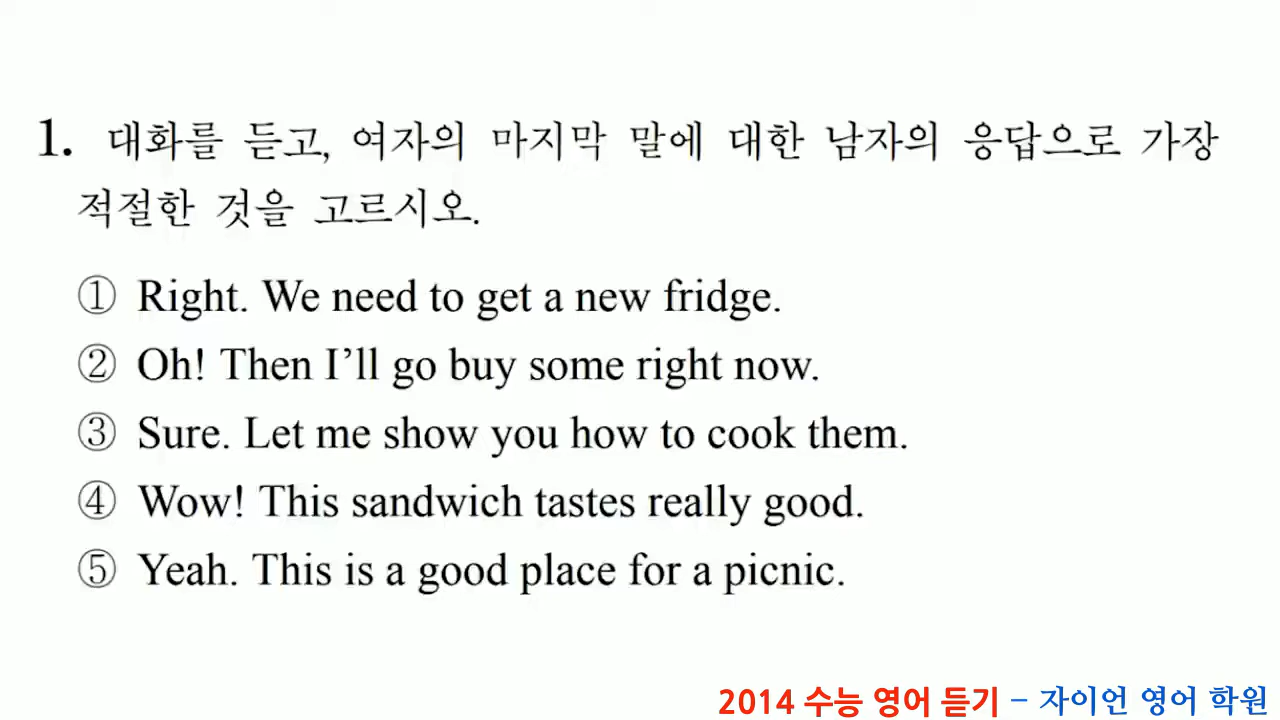 1. 대화를 듣고, 여자의 마지막 말에 대한 남자의 응답으로 가장
적절한 것을 고르시오.
① Right. We need to get a new fridge.
② Oh! Then I’ll go buy some right now.
③ Sure. Let me show you how to cook them.
④ Wow! This sandwich tastes really good.
⑤ Yeah. This is a good place for a picnic.
2014 수능 영어 듣기 – 자이언 영어 학원